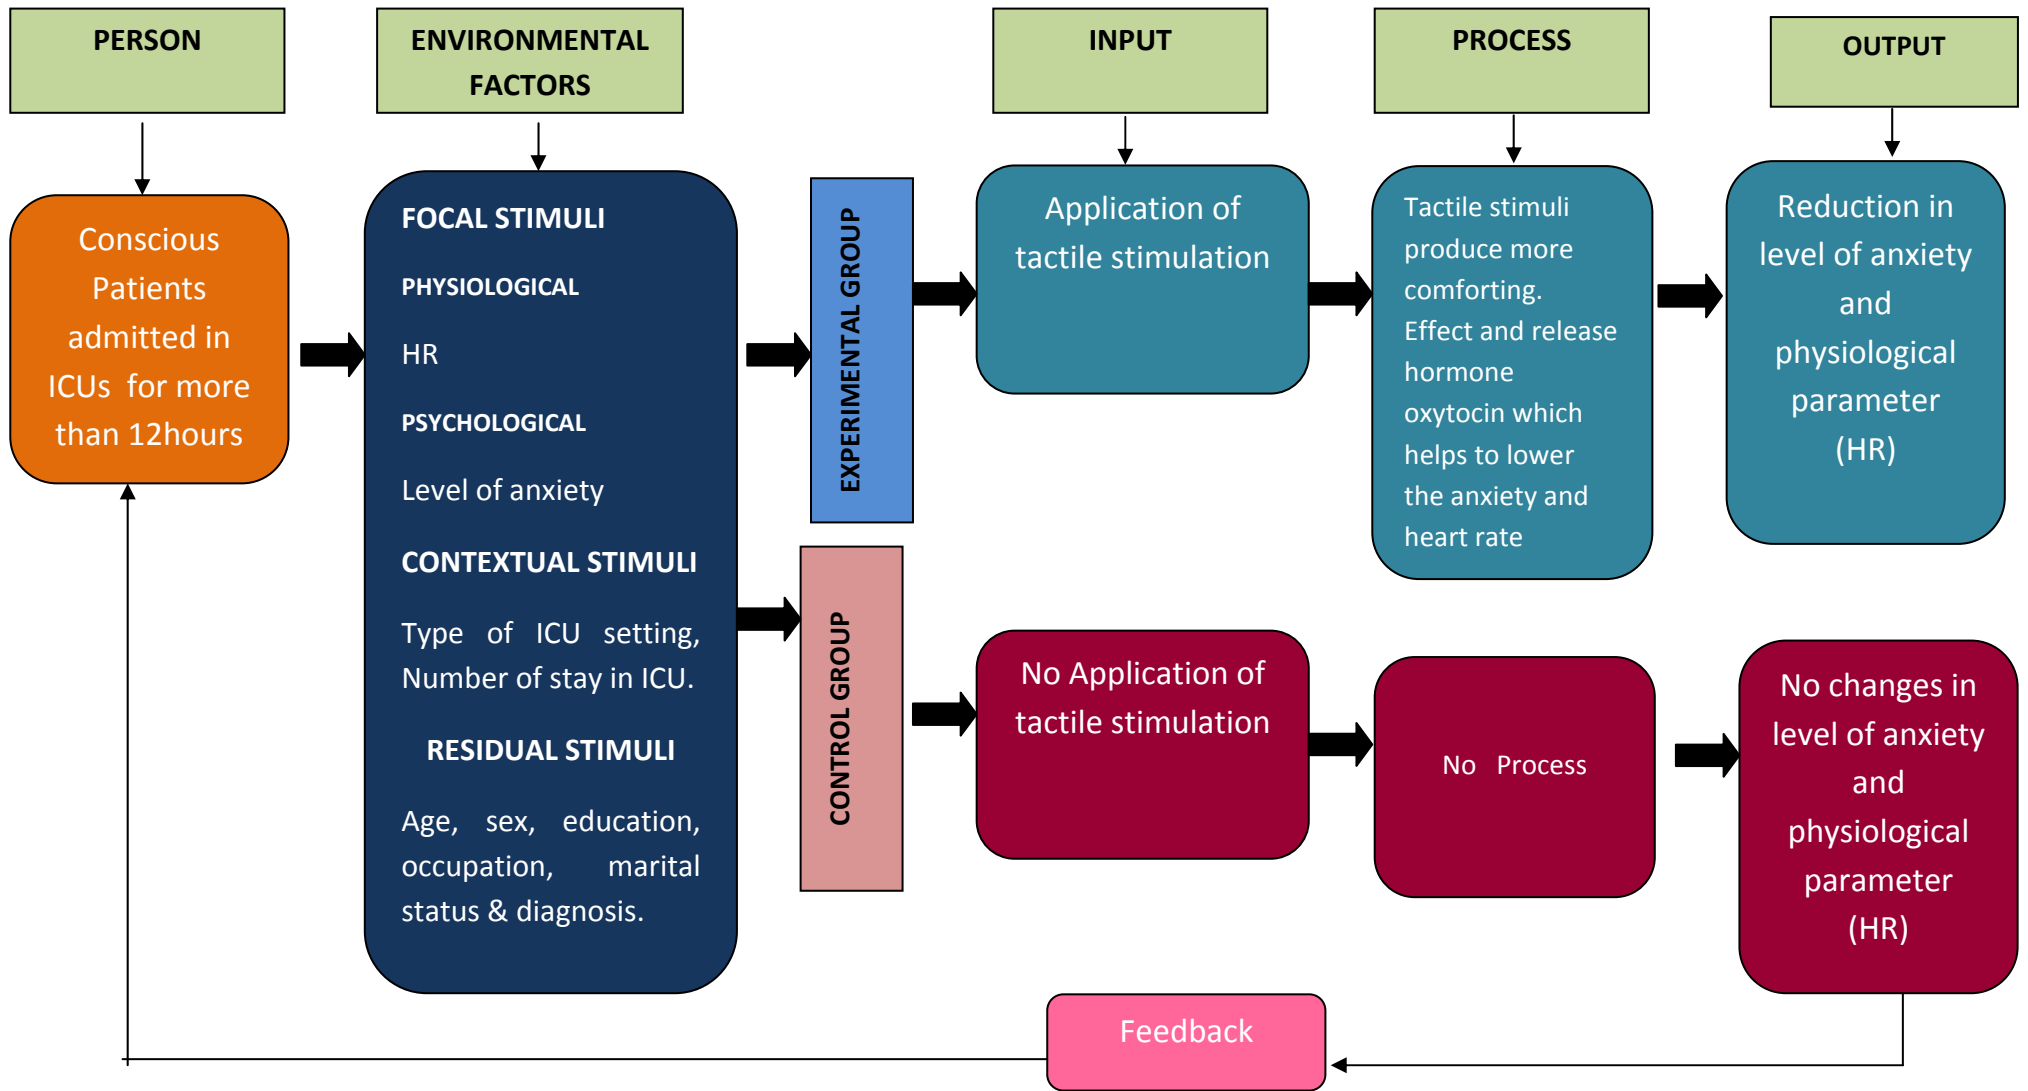 PERSON
ENVIRONMENTAL
FACTORS
INPUT
PROCESS
OUTPUT
Conscious
Patients
admitted in
ICUs for more
than 12hours
FOCAL STIMULI
PHYSIOLOGICAL
HR
PSYCHOLOGICAL
Level of anxiety
CONTEXTUAL STIMULI
Type of ICU setting,
Number of stay in ICU.
RESIDUAL STIMULI
Age, sex, education,
occupation, marital
status & diagnosis.
EXPERIMENTAL GROUP
Application of
tactile stimulation
Tactile stimuli
produce more
comforting.
Effect and release
hormone
oxytocin which
helps to lower
the anxiety and
heart rate
Reduction in
level of anxiety
and
physiological
parameter
(HR)
CONTROL GROUP
No Application of
tactile stimulation
No Process
No changes in
level of anxiety
and
physiological
parameter
(HR)
Feedback